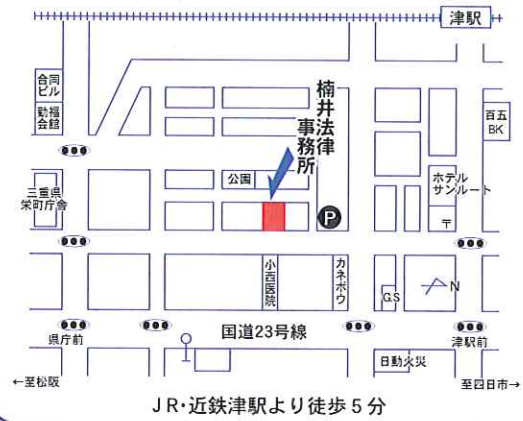 津駅
合同
ビル
勤福
会館
楠井法律
事務所
百五
BK
三重県
栄町庁舎
公園
P
ホテル
サンルート
〒
小西医院
カネボウ
G.S
N
国道23号線
県庁前
津駅前
日動火災
←至松阪
至四日市→
JR・近鉄津駅より徒歩5分